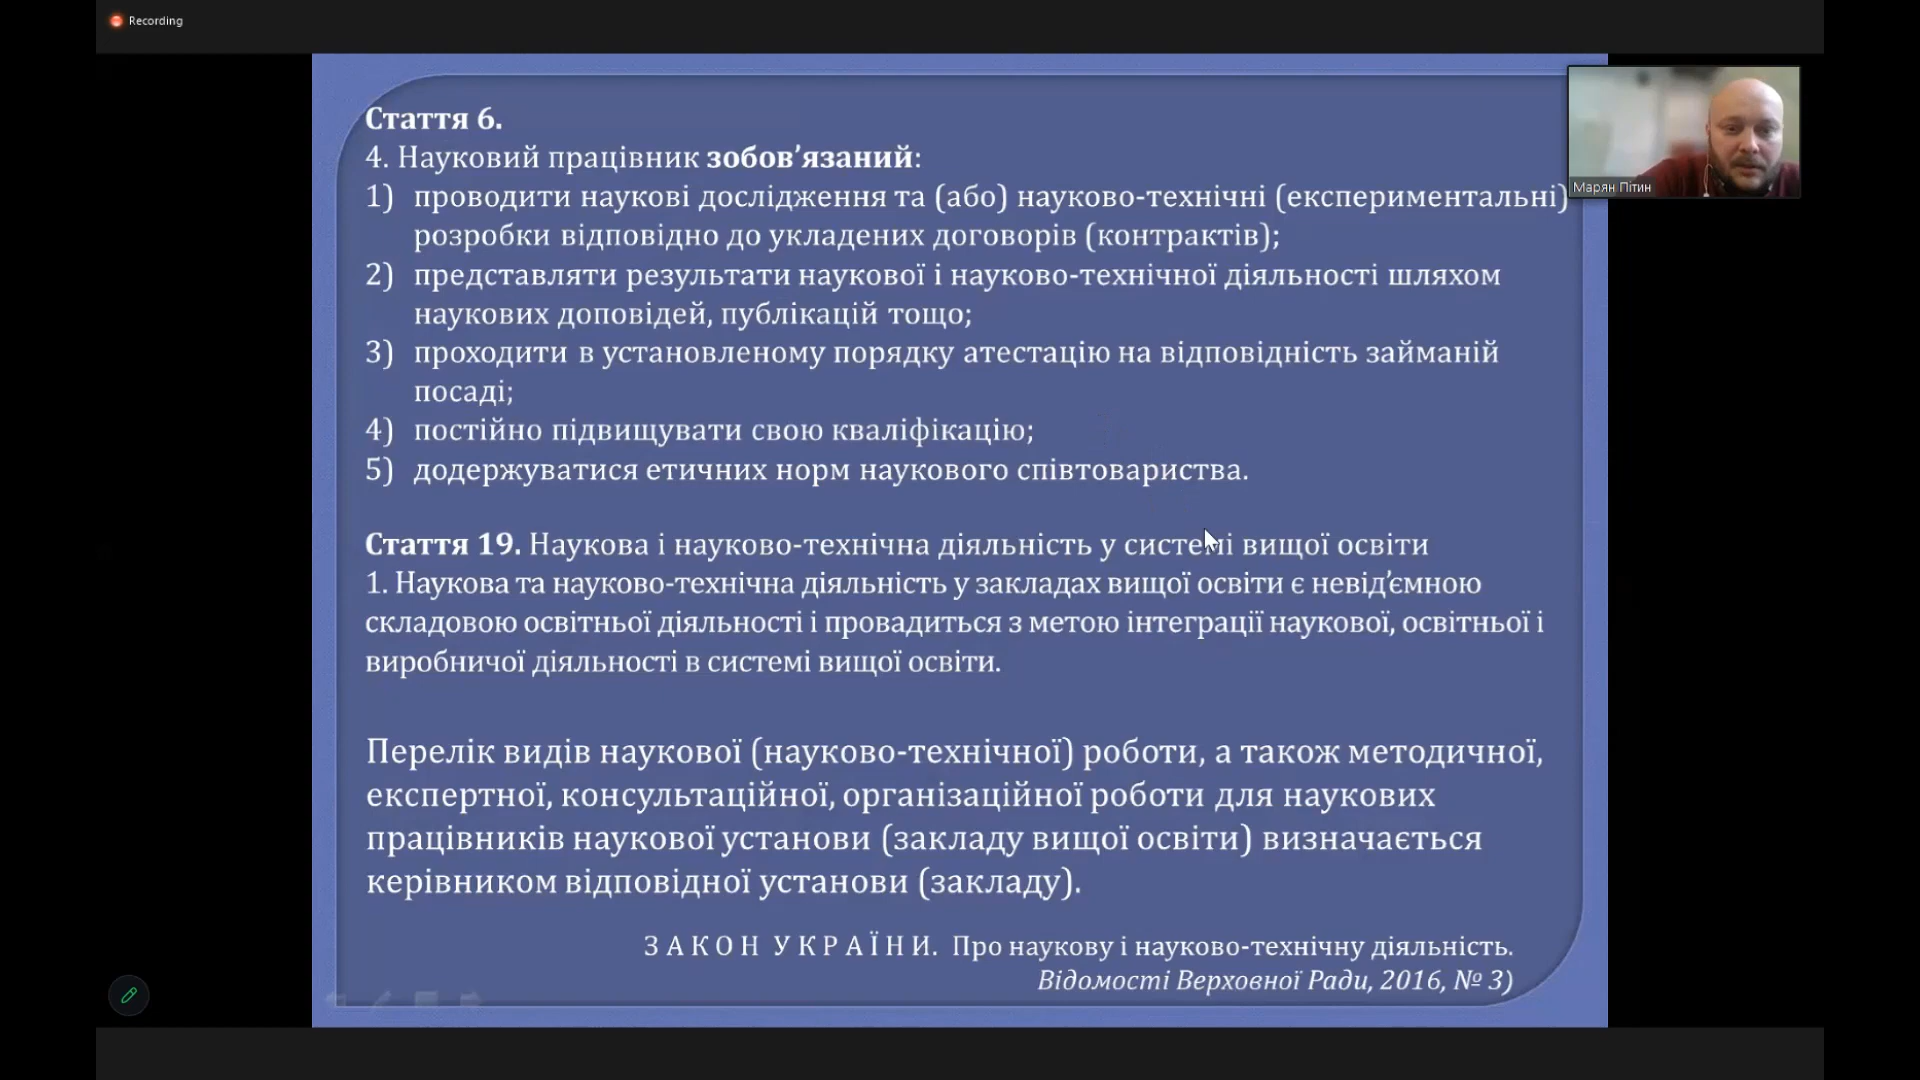 Recording
Стаття 6.
4. Науковий працівник зобов’язаний:
1) проводити наукові дослідження та (або) науково-технічні (експериментальні)
розробки відповідно до укладених договорів (контрактів);
2) представляти результати наукової і науково-технічної діяльності шляхом
наукових доповідей, публікацій тощо;
3) проходити в установленому порядку атестацію на відповідність займаній
посаді;
4) постійно підвищувати свою кваліфікацію;
5) додержуватися етичних норм наукового співтовариства.
Марян Пітин
Стаття 19. Наукова і науково-технічна діяльність у системі вищої освіти
1. Наукова та науково-технічна діяльність у закладах вищої освіти є невід’ємною
складовою освітньої діяльності і провадиться з метою інтеграції наукової, освітньої і
виробничої діяльності в системі вищої освіти.
Перелік видів наукової (науково-технічної) роботи, а також методичної,
експертної, консультаційної, організаційної роботи для наукових
працівників наукової установи (закладу вищої освіти) визначається
керівником відповідної установи (закладу).
З А К О Н У К Р А Ї Н И. Про наукову і науково-технічну діяльність.
Відомості Верховної Ради, 2016, № 3)